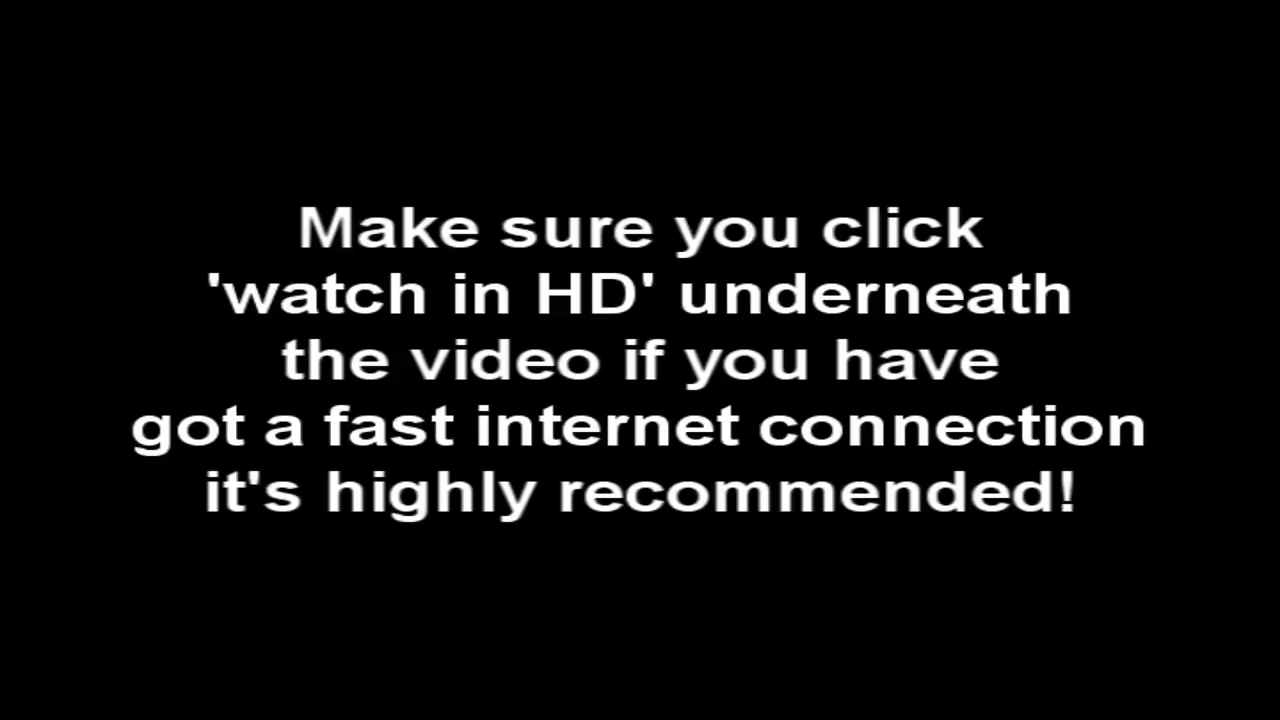 Make sure you click
'watch in HD' underneath
the video if you have
got a fast internet connection
it's highly recommended!